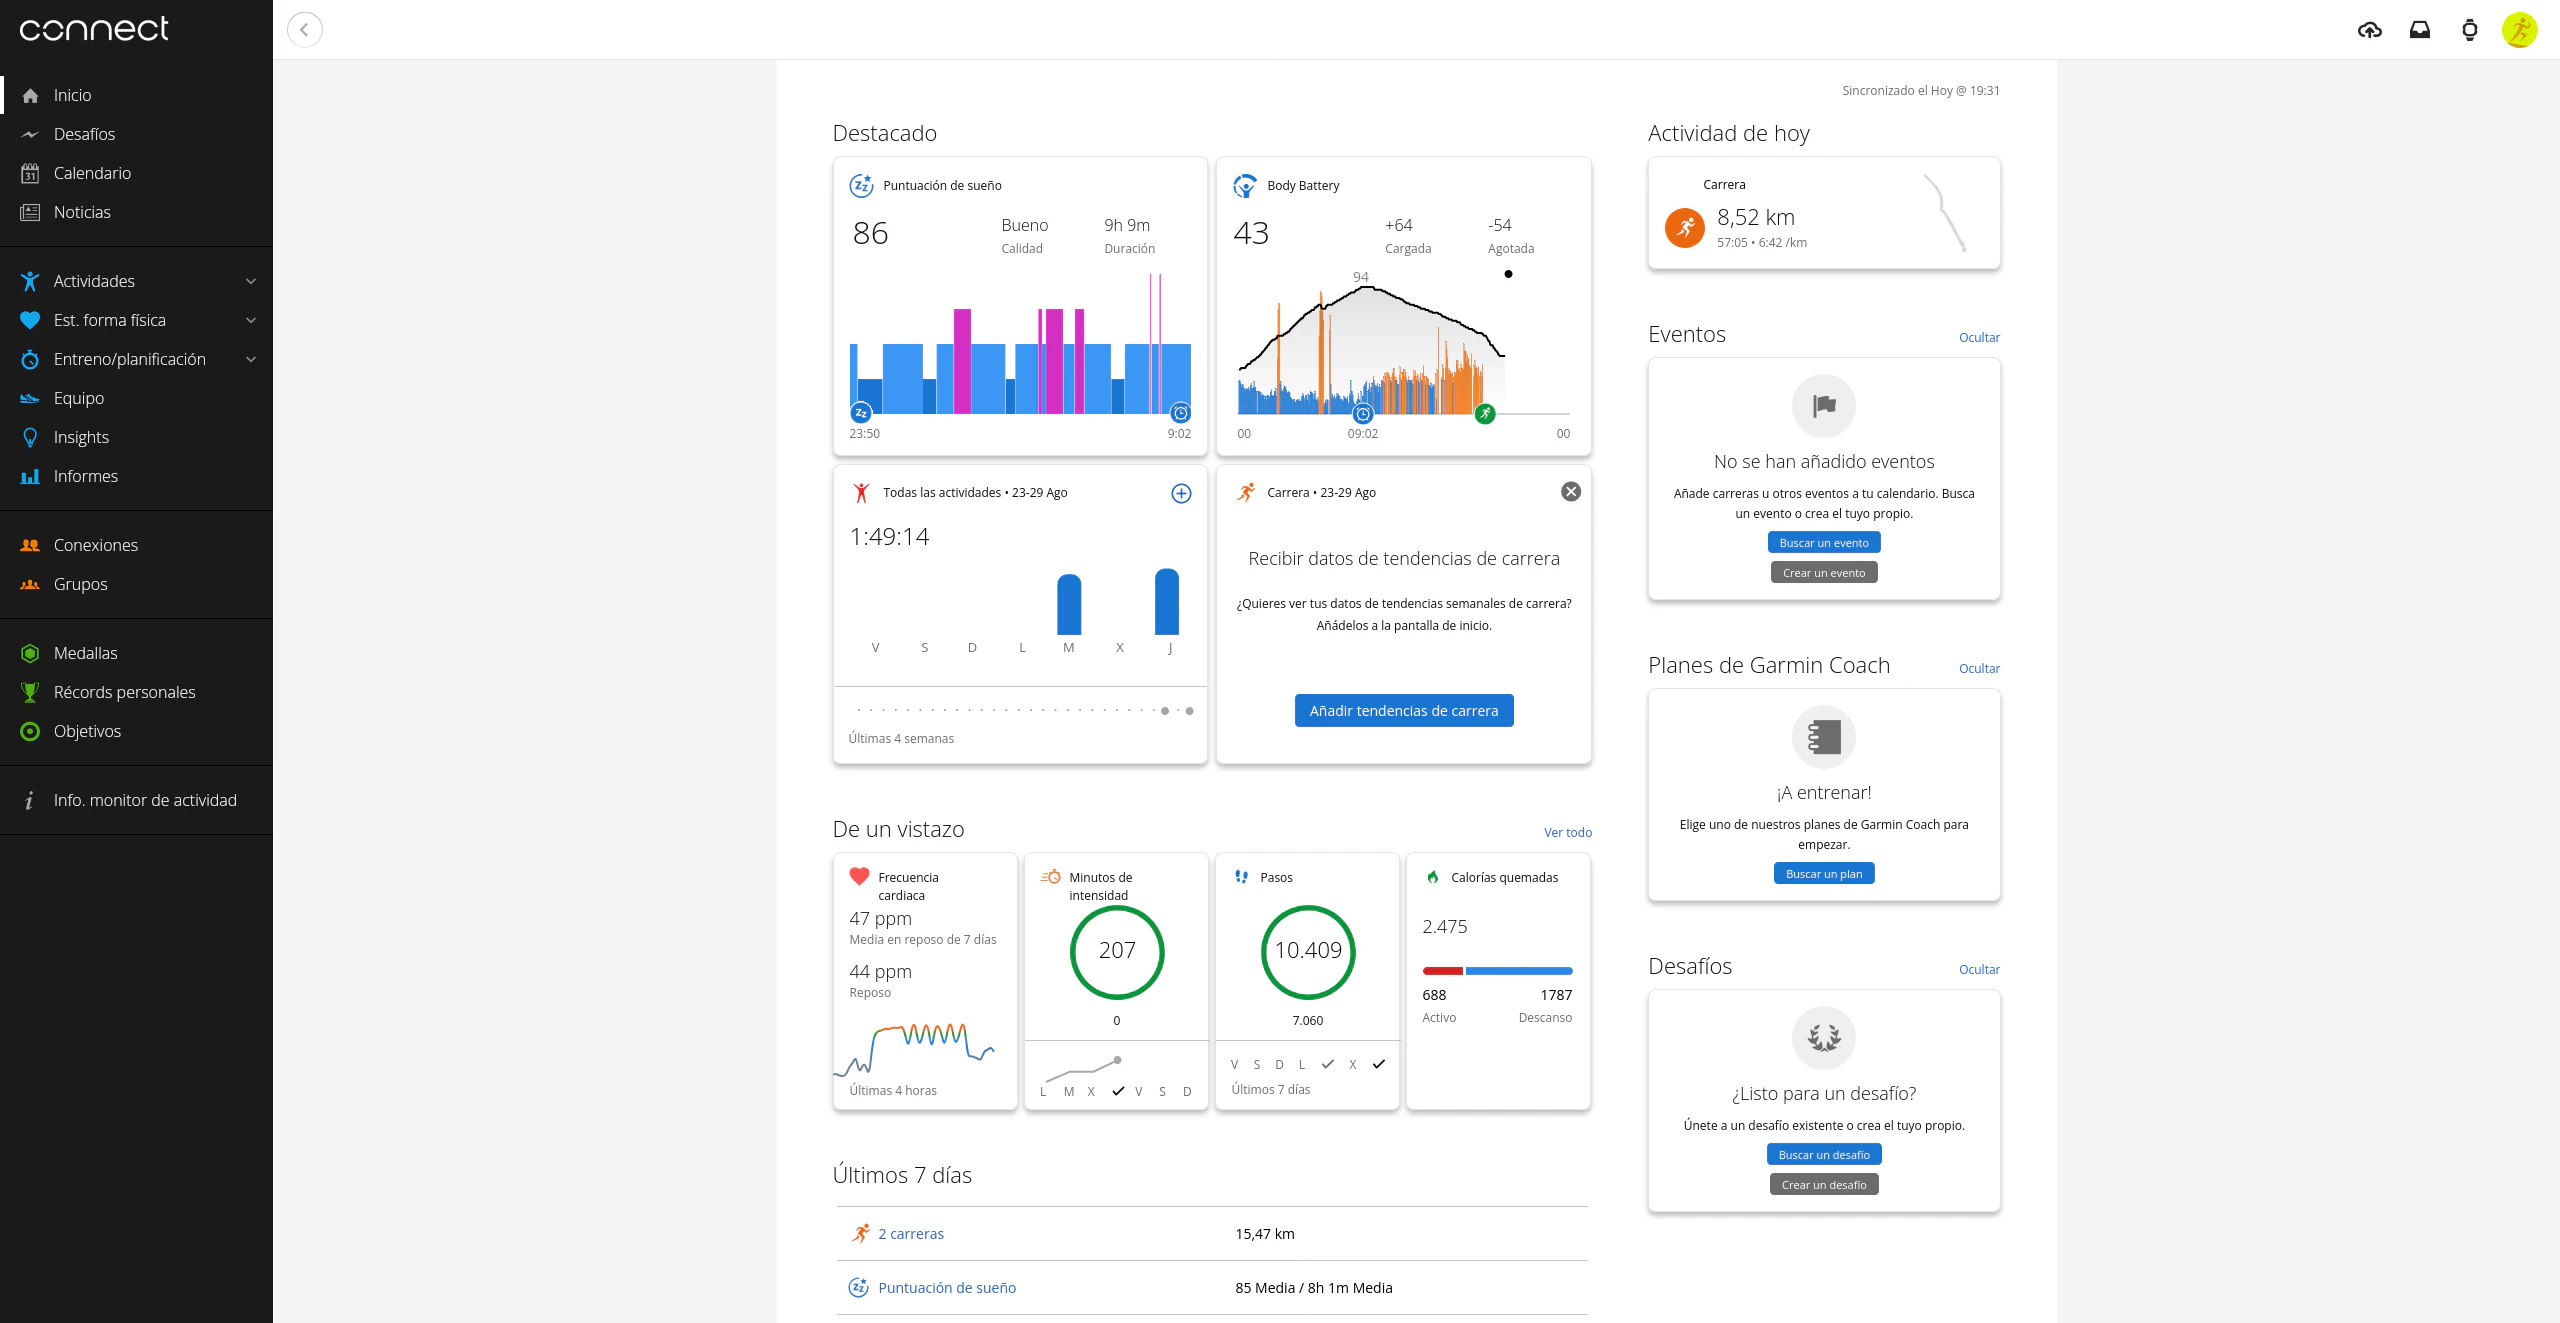 connect
Inicio
Desafíos
31
Calendario
Noticias
Actividades
Est. forma física
Entreno/planificación
Equipo
Insights
Informes
Conexiones
Grupos
Medallas
Récords personales
Objetivos
Info. monitor de actividad
Sincronizado el Hoy @ 19:31
Destacado
Puntuación de sueño
86
Bueno
9h 9m
Calidad
Duración
23:50
9:02
Body Battery
43
+64
-54
Cargada
Agotada
94
00
09:02
00
Todas las actividades • 23-29 Ago
1:49:14
V S D L M X J
Últimas 4 semanas
Carrera • 23-29 Ago
Recibir datos de tendencias de carrera
¿Quieres ver tus datos de tendencias semanales de carrera?
Añádelos a la pantalla de inicio.
Añadir tendencias de carrera
De un vistazo
Ver todo
Frecuencia
cardiaca
47 ppm
Media en reposo de 7 días
44 ppm
Reposo
Últimas 4 horas
Minutos de
intensidad
207
0
L M X V S D
Pasos
10.409
7.060
V S D L X
Últimos 7 días
Calorías quemadas
2.475
688
1787
Activo
Descanso
Últimos 7 días
2 carreras
15,47 km
Puntuación de sueño
85 Media / 8h 1m Media
Actividad de hoy
Carrera
8,52 km
57:05 • 6:42 /km
Eventos
Ocultar
No se han añadido eventos
Añade carreras u otros eventos a tu calendario. Busca
un evento o crea el tuyo propio.
Buscar un evento
Crear un evento
Planes de Garmin Coach
Ocultar
¡A entrenar!
Elige uno de nuestros planes de Garmin Coach para
empezar.
Buscar un plan
Desafíos
Ocultar
¿Listo para un desafío?
Únete a un desafío existente o crea el tuyo propio.
Buscar un desafío
Crear un desafío